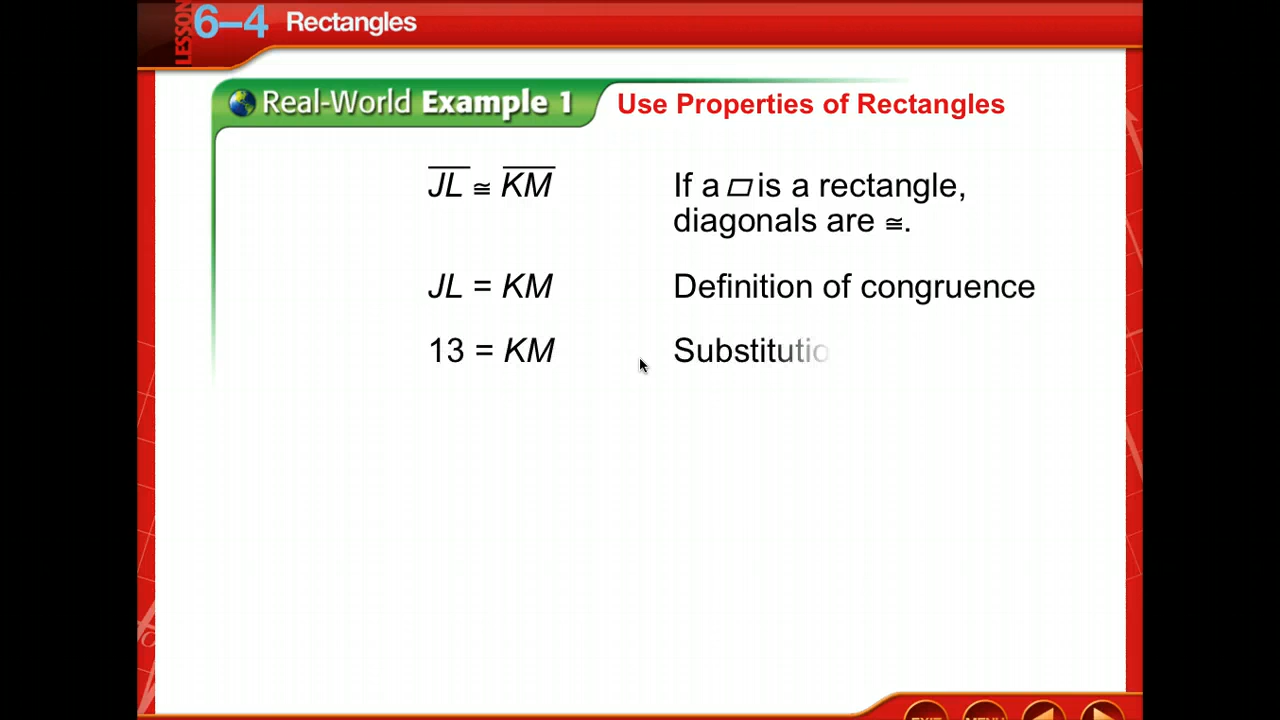 LESSON 6–4 Rectangles
Real-World Example 1 Use Properties of Rectangles
JL ≅ KM If a ▱ is a rectangle,
diagonals are ≅.
JL = KM Definition of congruence
13 = KM Substitutio